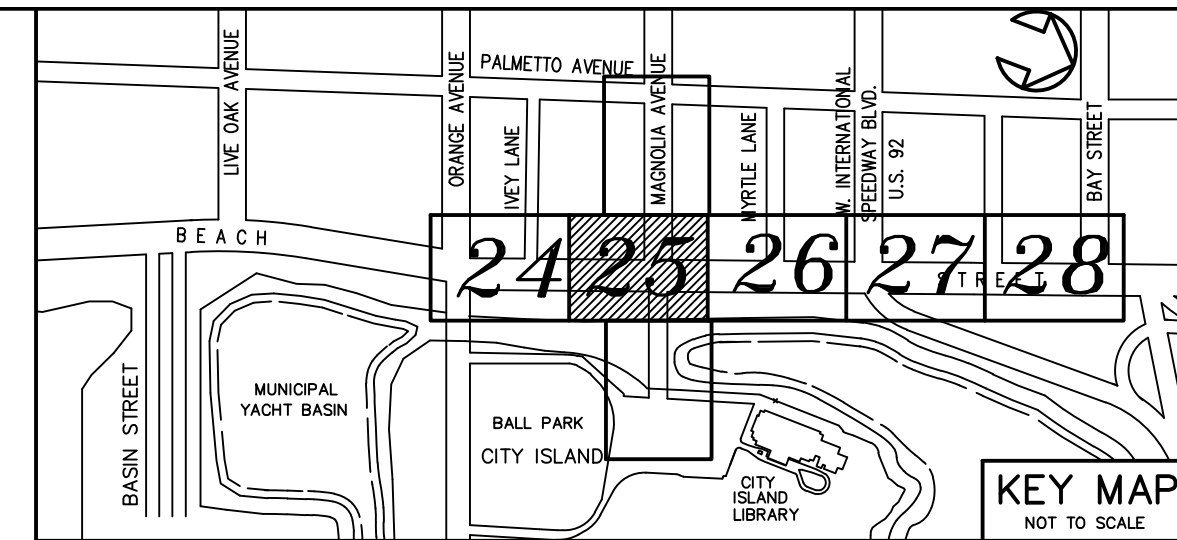 PALMETTO AVENUE
LIVE OAK AVENUE
ORANGE AVENUE
IVEY LANE
MAGNOLIA AVENUE
MYRTLE LANE
W. INTERNATIONAL
SPEEDWAY BLVD.
U.S. 92
BAY STREET
BEACH
STREET
24
25
26
27
28
BASIN STREET
MUNICIPAL
YACHT BASIN
BALL PARK
CITY ISLAND
CITY
ISLAND
LIBRARY
KEY MAP
NOT TO SCALE